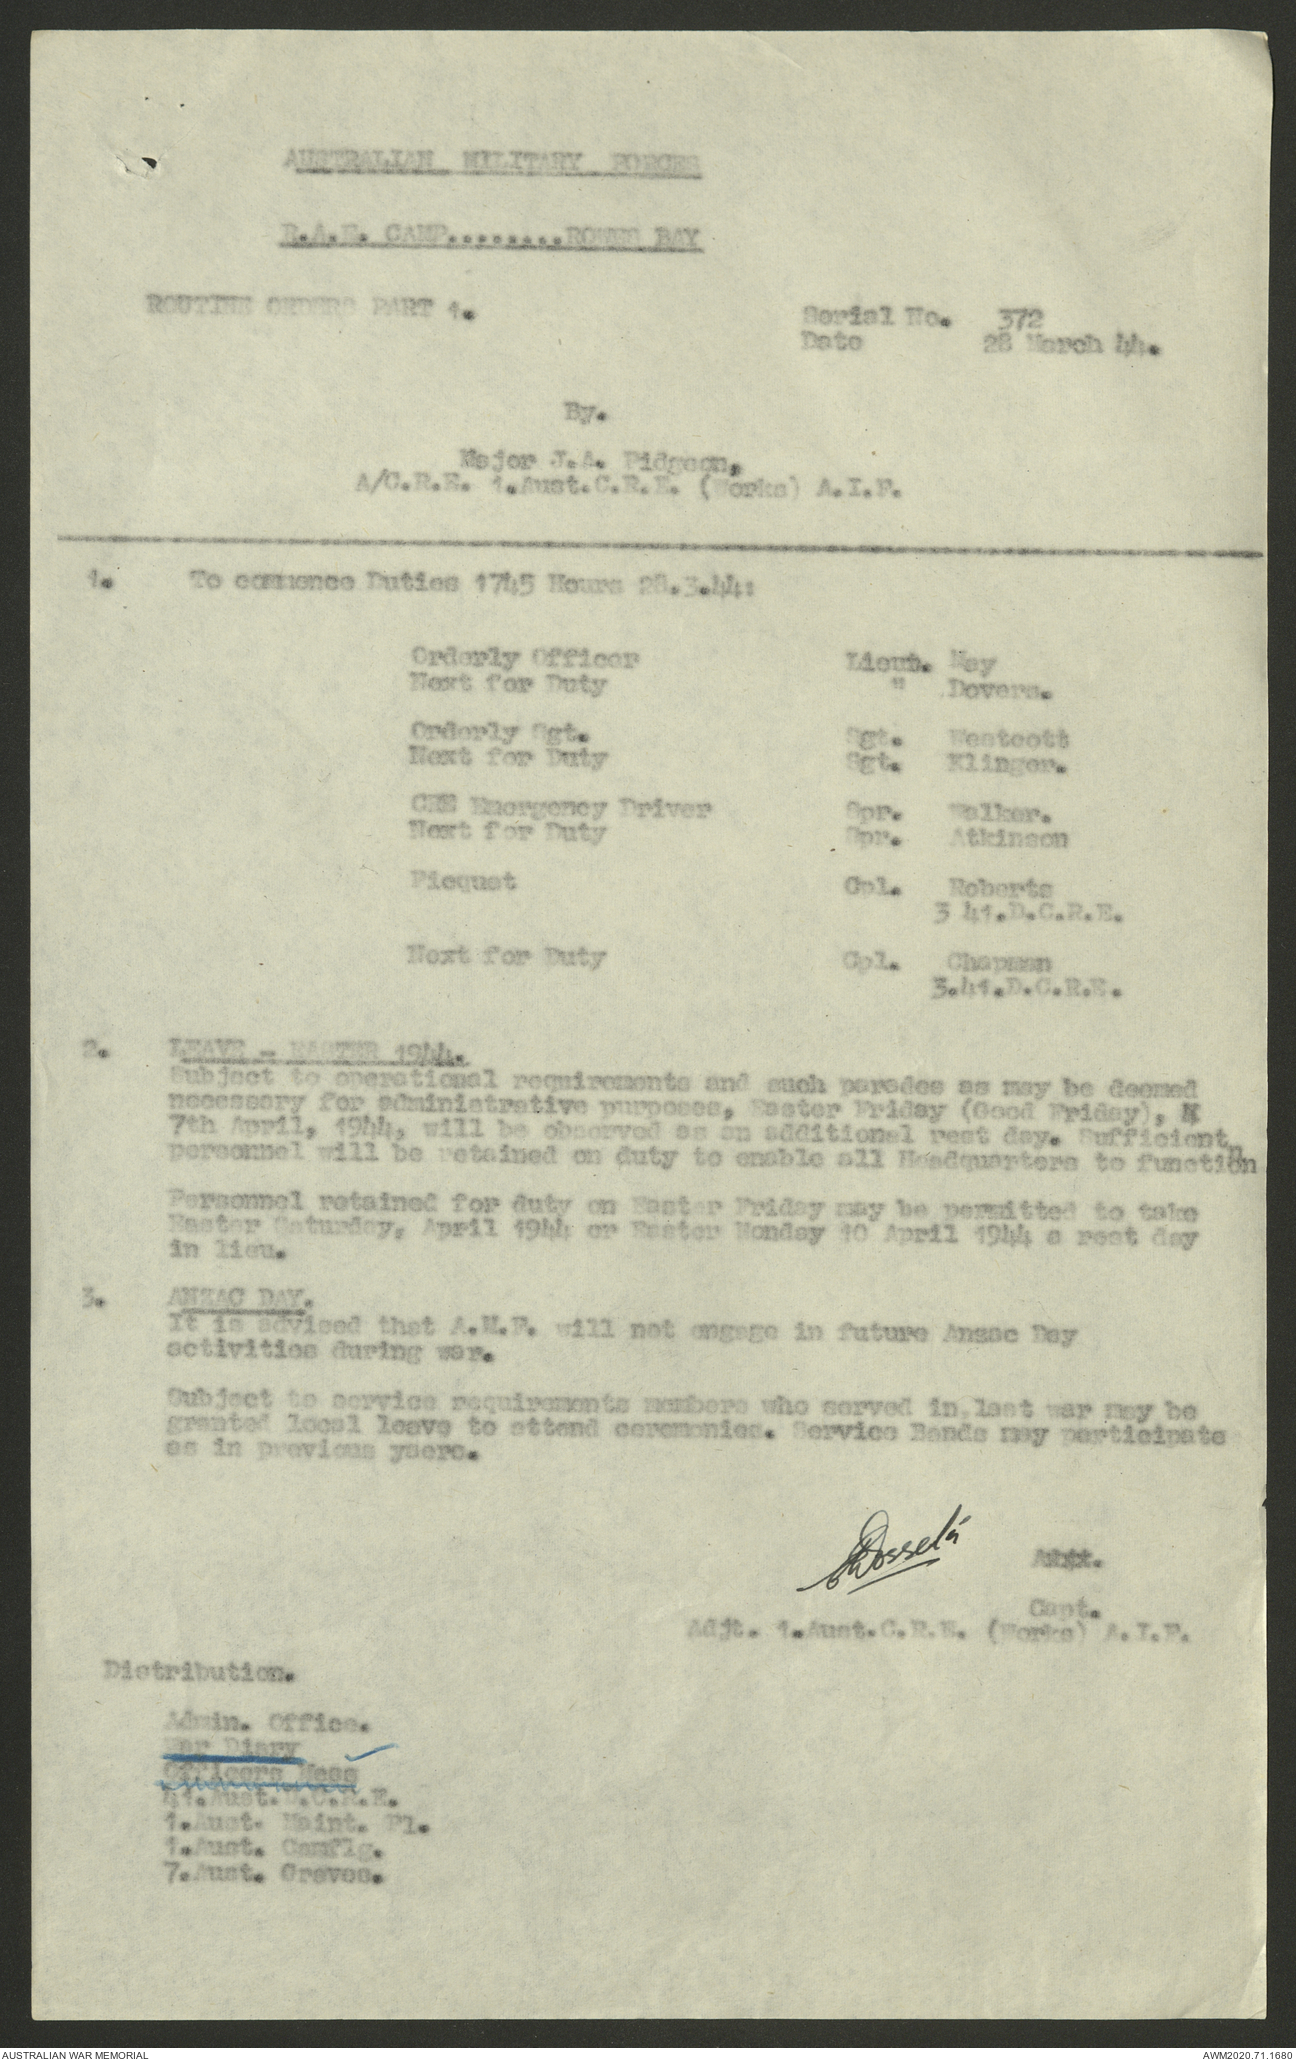 AUSTRALIAN MILITARY FORCES
R.A.E. CAMP.........ROWEN BAY
ROUTINE ORDERS PART 1.
Serial No. 372
Date 28 March 44.
By.
Major J.A. Pidgeon,
A/C.R.E. 1.Aust.C.R.E. (Works) A.I.F.
1. To commence Duties 1745 Hours 28.3.44:
Orderly Officer Lieut. May
Next for Duty " Dovers.
Orderly Sgt. Sgt. Westcott
Next for Duty Sgt. Klinger.
CRE Emergency Driver Spr. Walker.
Next for Duty Spr. Atkinson
Picquet Cpl. Roberts
3 41.D.C.R.E.
Next for Duty Cpl. Chapman
3.41.D.C.R.E.
2. LEAVE - EASTER 1944.
Subject to operational requirements and such parades as may be deemed
necessary for administrative purposes, Easter Friday (Good Friday),
7th April, 1944, will be observed as an additional rest day. Sufficient
personnel will be retained on duty to enable all Headquarters to function
Personnel retained for duty on Easter Friday may be permitted to take
Easter Saturday, April 1944 or Easter Monday 10 April 1944 a rest day
in lieu.
3. ANZAC DAY.
It is advised that A.M.F. will not engage in future Anzac Day
activities during war.
Subject to service requirements members who served in last war may be
granted local leave to attend ceremonies. Service Bands may participate
as in previous ysers.
Capt.
Adjt. 1.Aust.C.R.E. (Works) A.I.F.
Distribution.
Admin. Office.
War Diary
Officers Mess
41.Aust.D.C.R.E.
1.Aust. Maint. Pl.
1.Aust. Camflg.
7.Aust. Graves.
AUSTRALIAN WAR MEMORIAL
AWM2020.71.1680